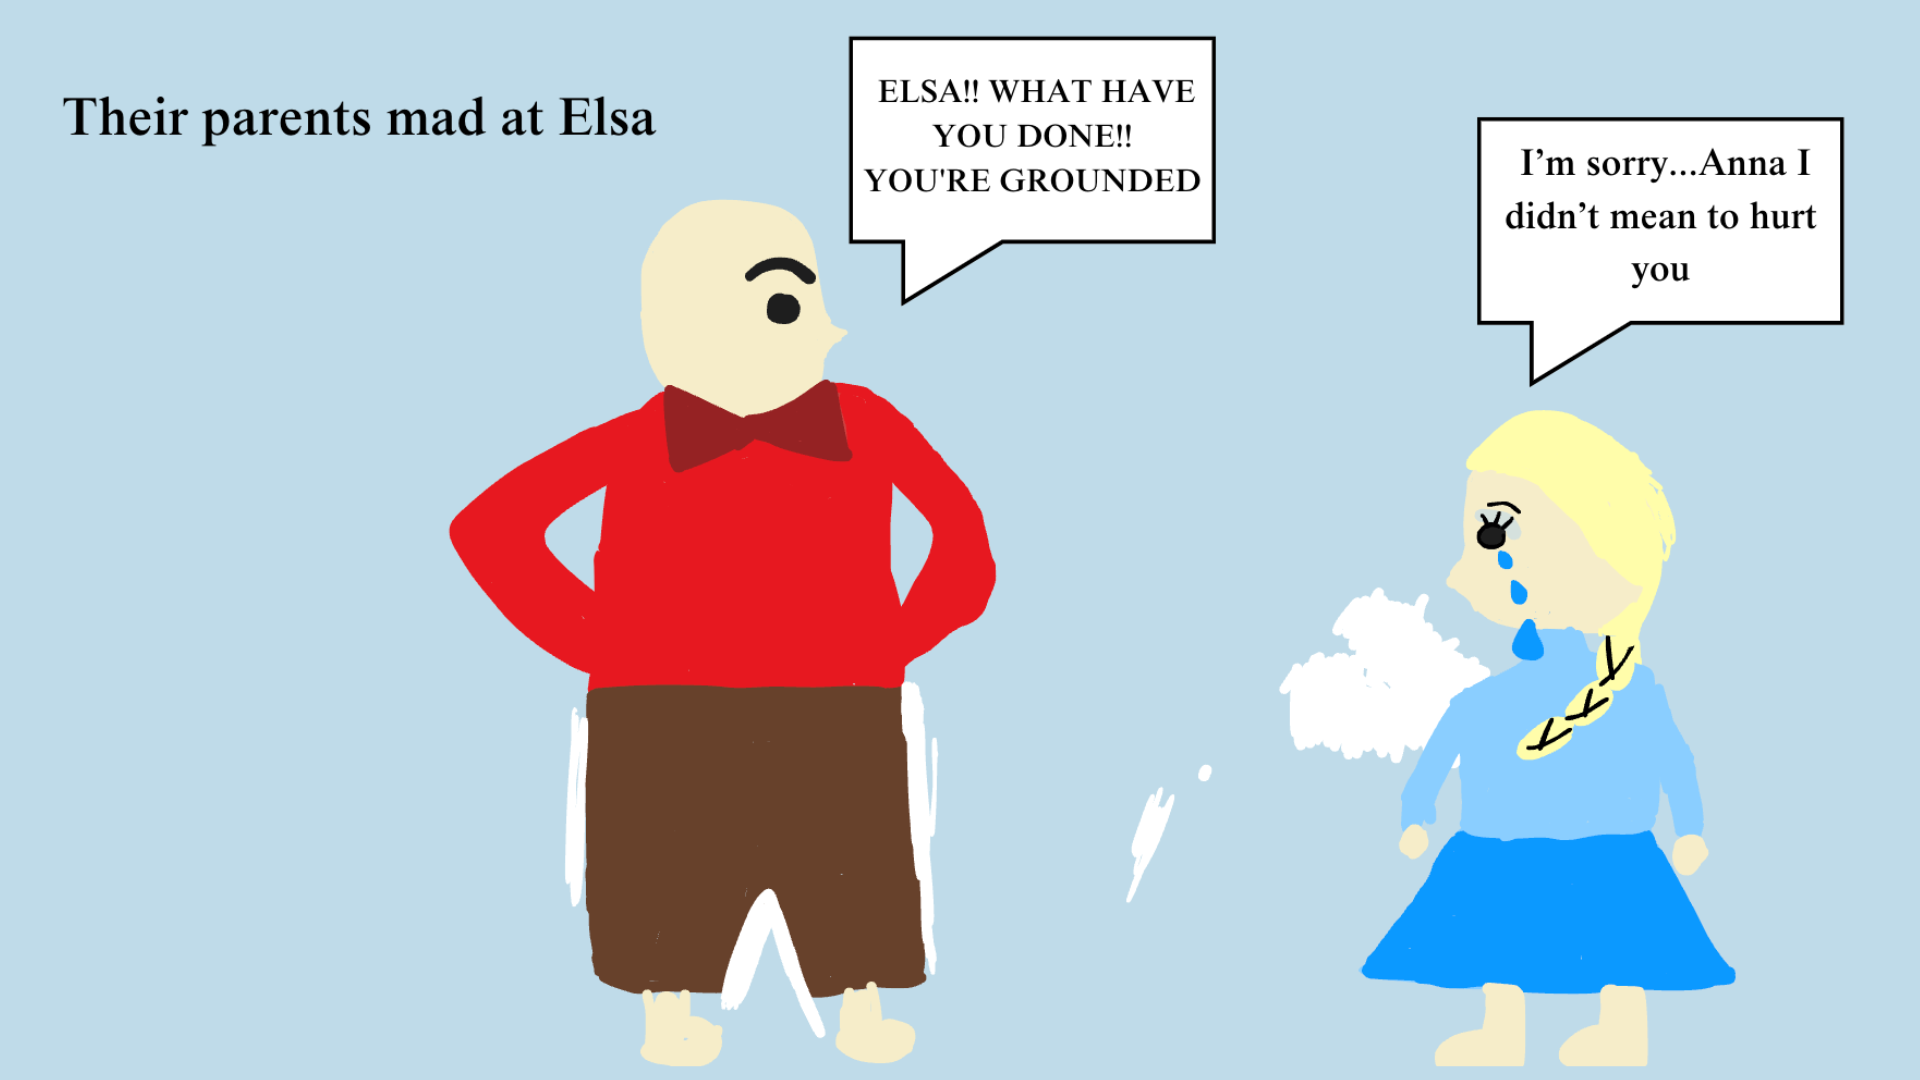 Their parents mad at Elsa
ELSA!! WHAT HAVE
YOU DONE!!
YOU'RE GROUNDED
I’m sorry...Anna I
didn’t mean to hurt
you